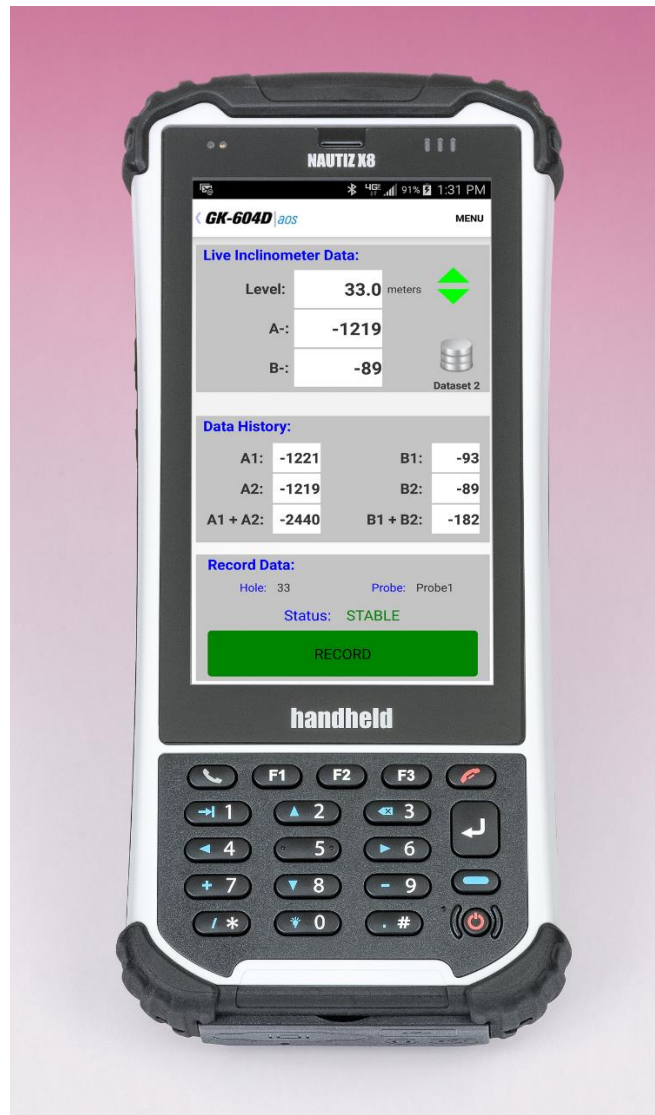 NAUTIZ X8
4G 91% 1:31 PM
GK-604D|aos MENU
Live Inclinometer Data:
Level: 33.0 meters
A-: -1219
B-: -89
Dataset 2
Data History:
A1: -1221 B1: -93
A2: -1219 B2: -89
A1 + A2: -2440 B1 + B2: -182
Record Data:
Hole: 33 Probe: Probe1
Status: STABLE
RECORD
handheld
F1 F2 F3
1 2 3
4 5 6
+ 7 8 - 9
/ * 0 . #